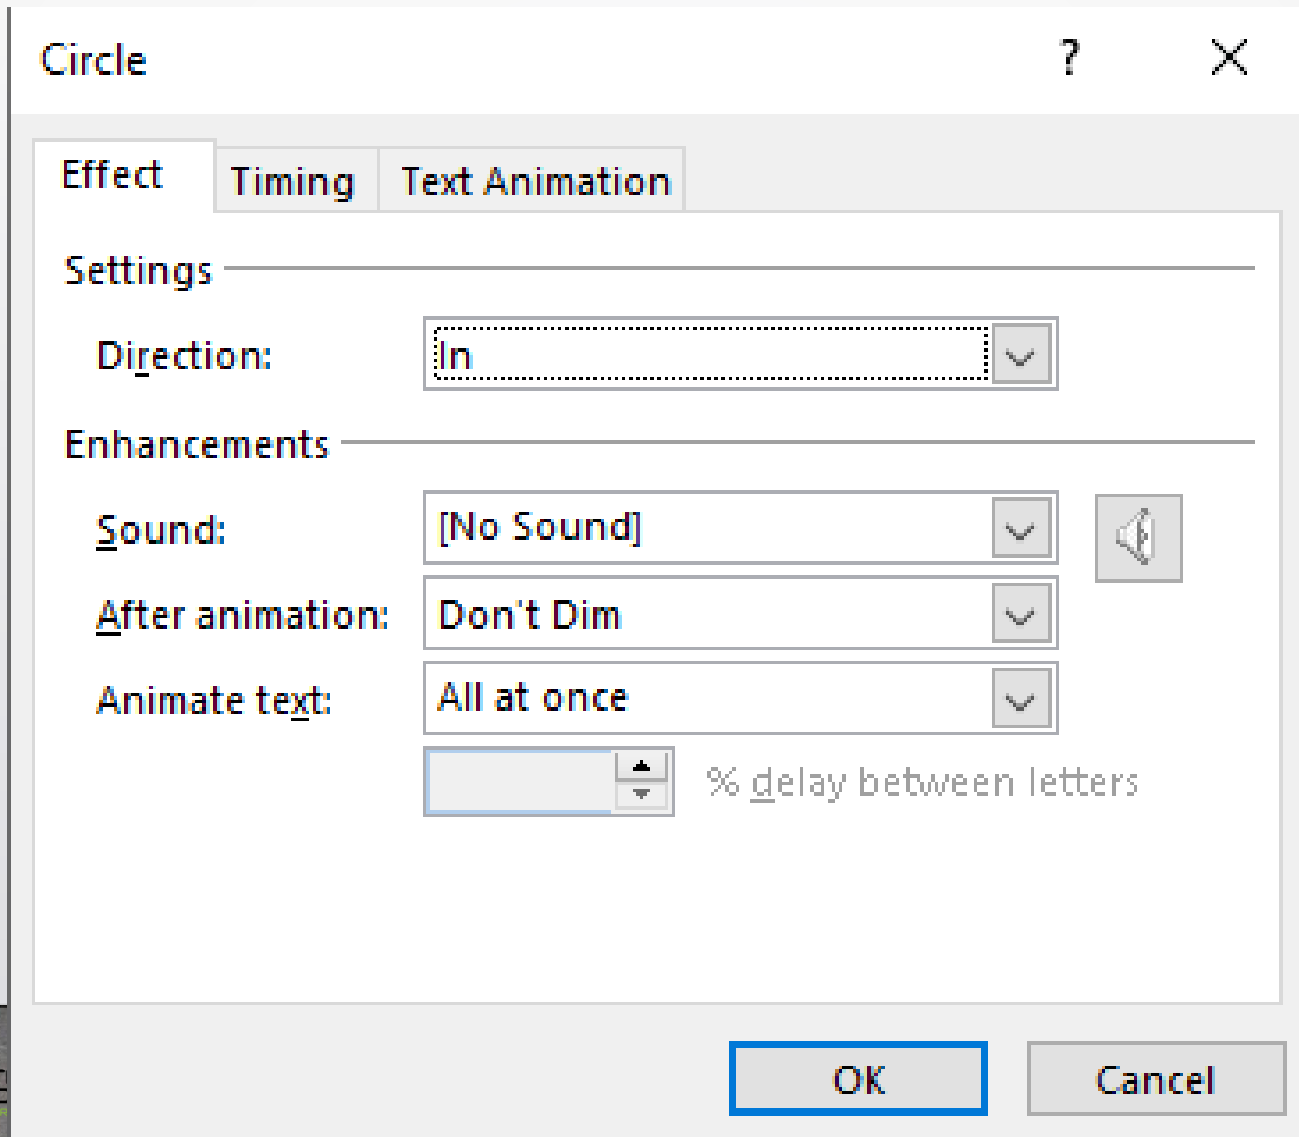 Circle ?
Effect Timing Text Animation
Settings
Direction: In
Enhancements
Sound: [No Sound]
After animation: Don't Dim
Animate text: All at once
% delay between letters
OK Cancel